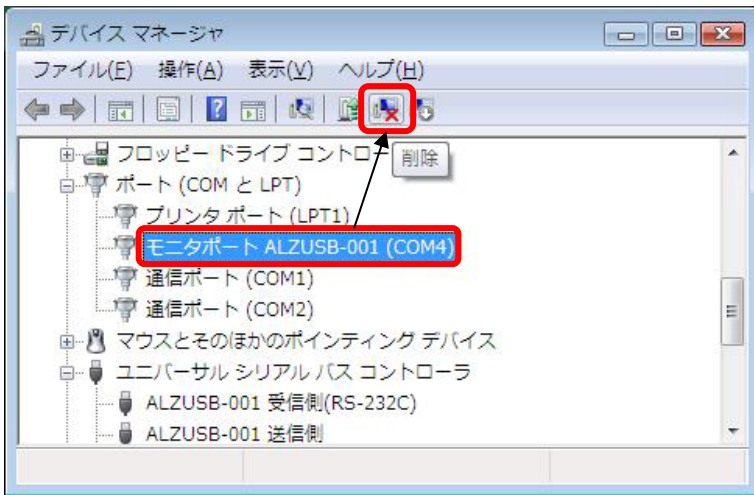 デバイス マネージャ
ファイル(F) 操作(A) 表示(V) ヘルプ(H)
フロッピー ドライブ コントロー
削除
ポート (COM と LPT)
プリンタ ポート (LPT1)
モニタポート ALZUSB-001 (COM4)
通信ポート (COM1)
通信ポート (COM2)
マウスとそのほかのポインティング デバイス
ユニバーサル シリアル バス コントローラ
ALZUSB-001 受信側(RS-232C)
ALZUSB-001 送信側